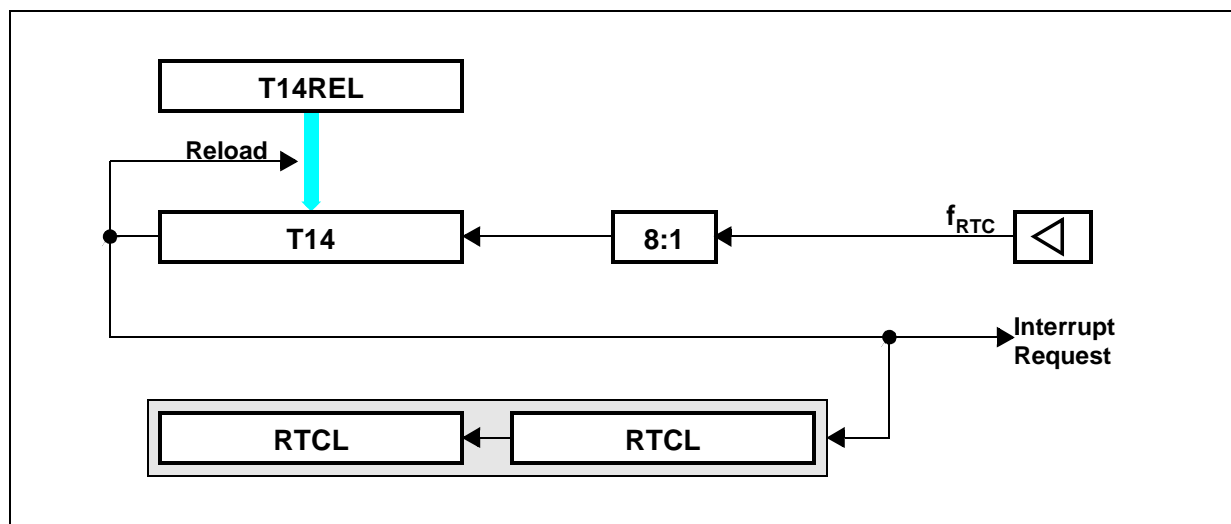 T14REL
Reload
T14
8:1
fRTC
Interrupt
Request
RTCL
RTCL